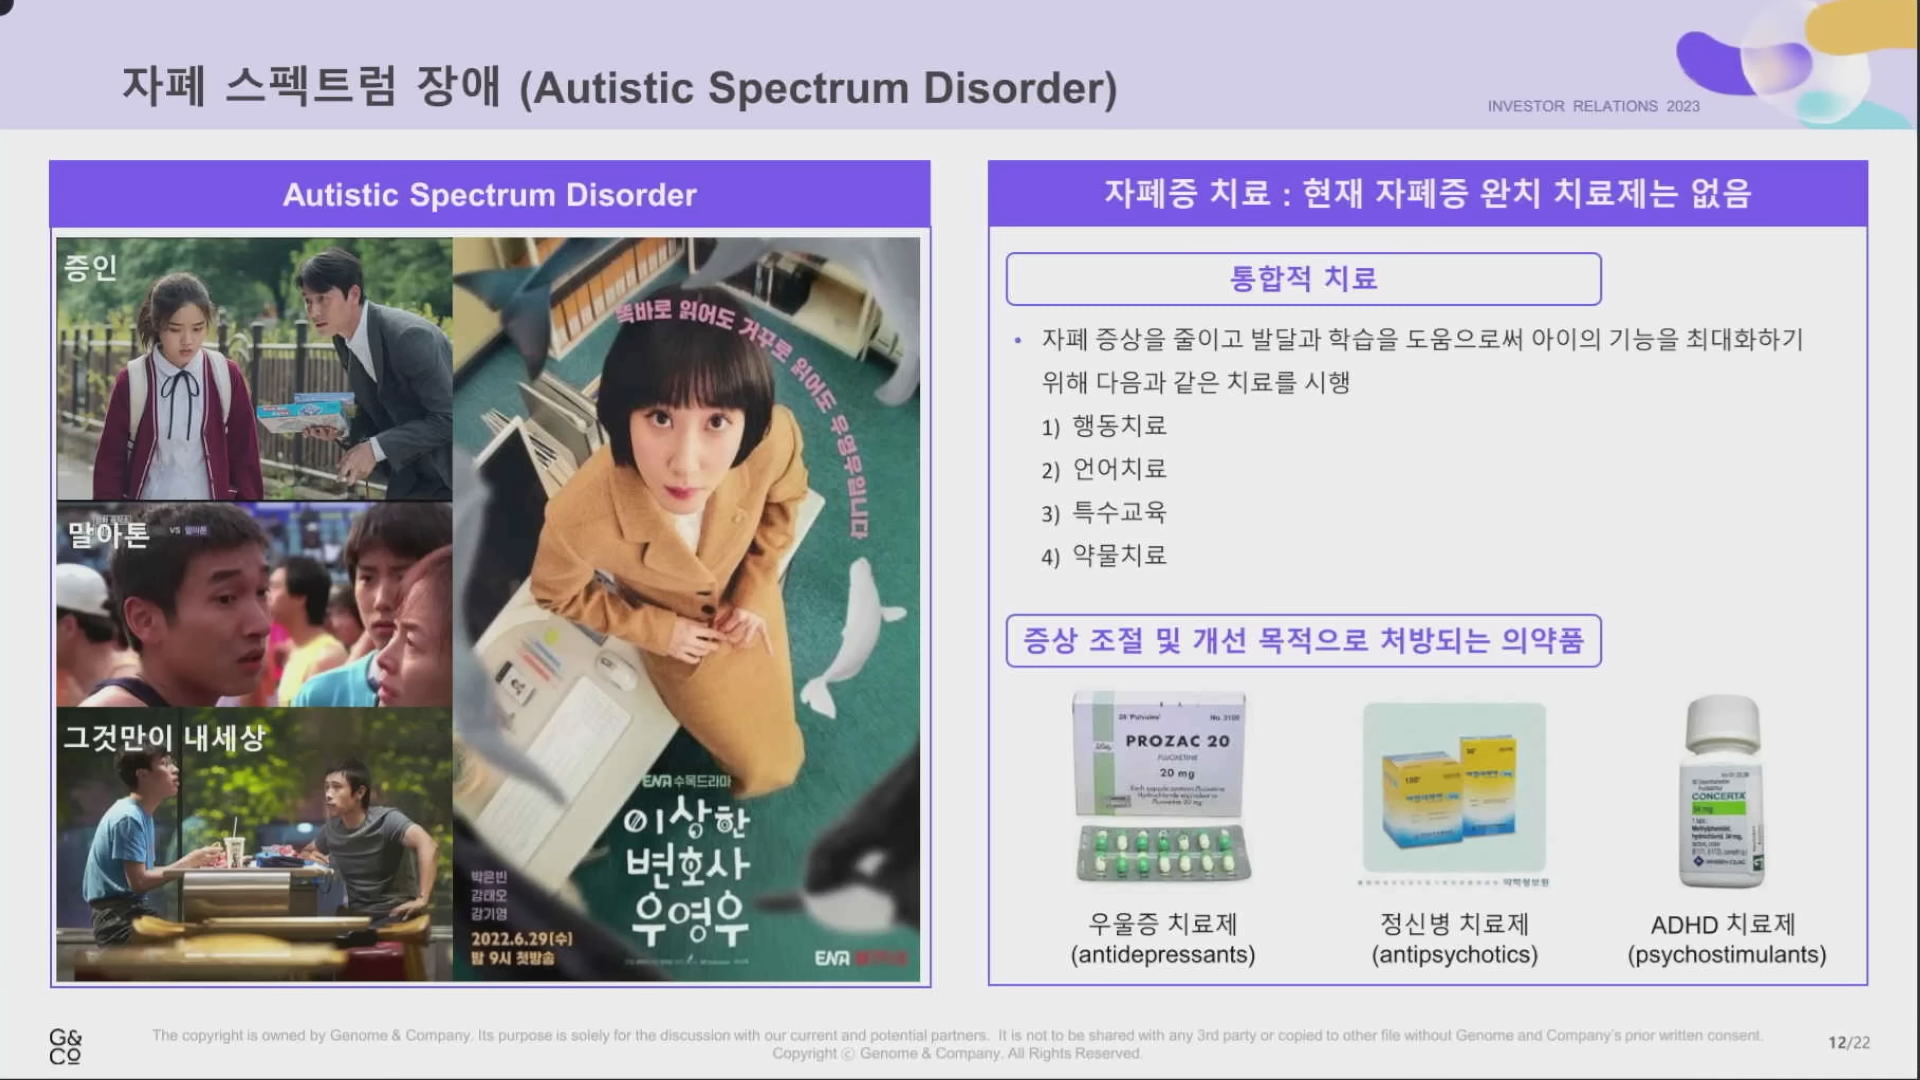 자폐 스펙트럼 장애 (Autistic Spectrum Disorder)
INVESTOR RELATIONS 2023
Autistic Spectrum Disorder
증인
말아톤
VS 말아톤
그것만이 내세상
똑바로 읽어도 거꾸로 읽어도 우영우입니다
ENA 수목드라마
이상한
변호사
우영우
박은빈
강태오
강기영
2022.6.29(수)
밤 9시 첫방송
ENA
자폐증 치료 : 현재 자폐증 완치 치료제는 없음
통합적 치료
• 자폐 증상을 줄이고 발달과 학습을 도움으로써 아이의 기능을 최대화하기
위해 다음과 같은 치료를 시행
1) 행동치료
2) 언어치료
3) 특수교육
4) 약물치료
증상 조절 및 개선 목적으로 처방되는 의약품
PROZAC 20
FLUOXETINE
20 mg
약학정보원
CONCERTA
54 mg
우울증 치료제
(antidepressants)
정신병 치료제
(antipsychotics)
ADHD 치료제
(psychostimulants)
G&
CO
The copyright is owned by Genome & Company. Its purpose is solely for the discussion with our current and potential partners. It is not to be shared with any 3rd party or copied to other file without Genome and Company's prior written consent.
Copyright ⓒ Genome & Company. All Rights Reserved.
12/22